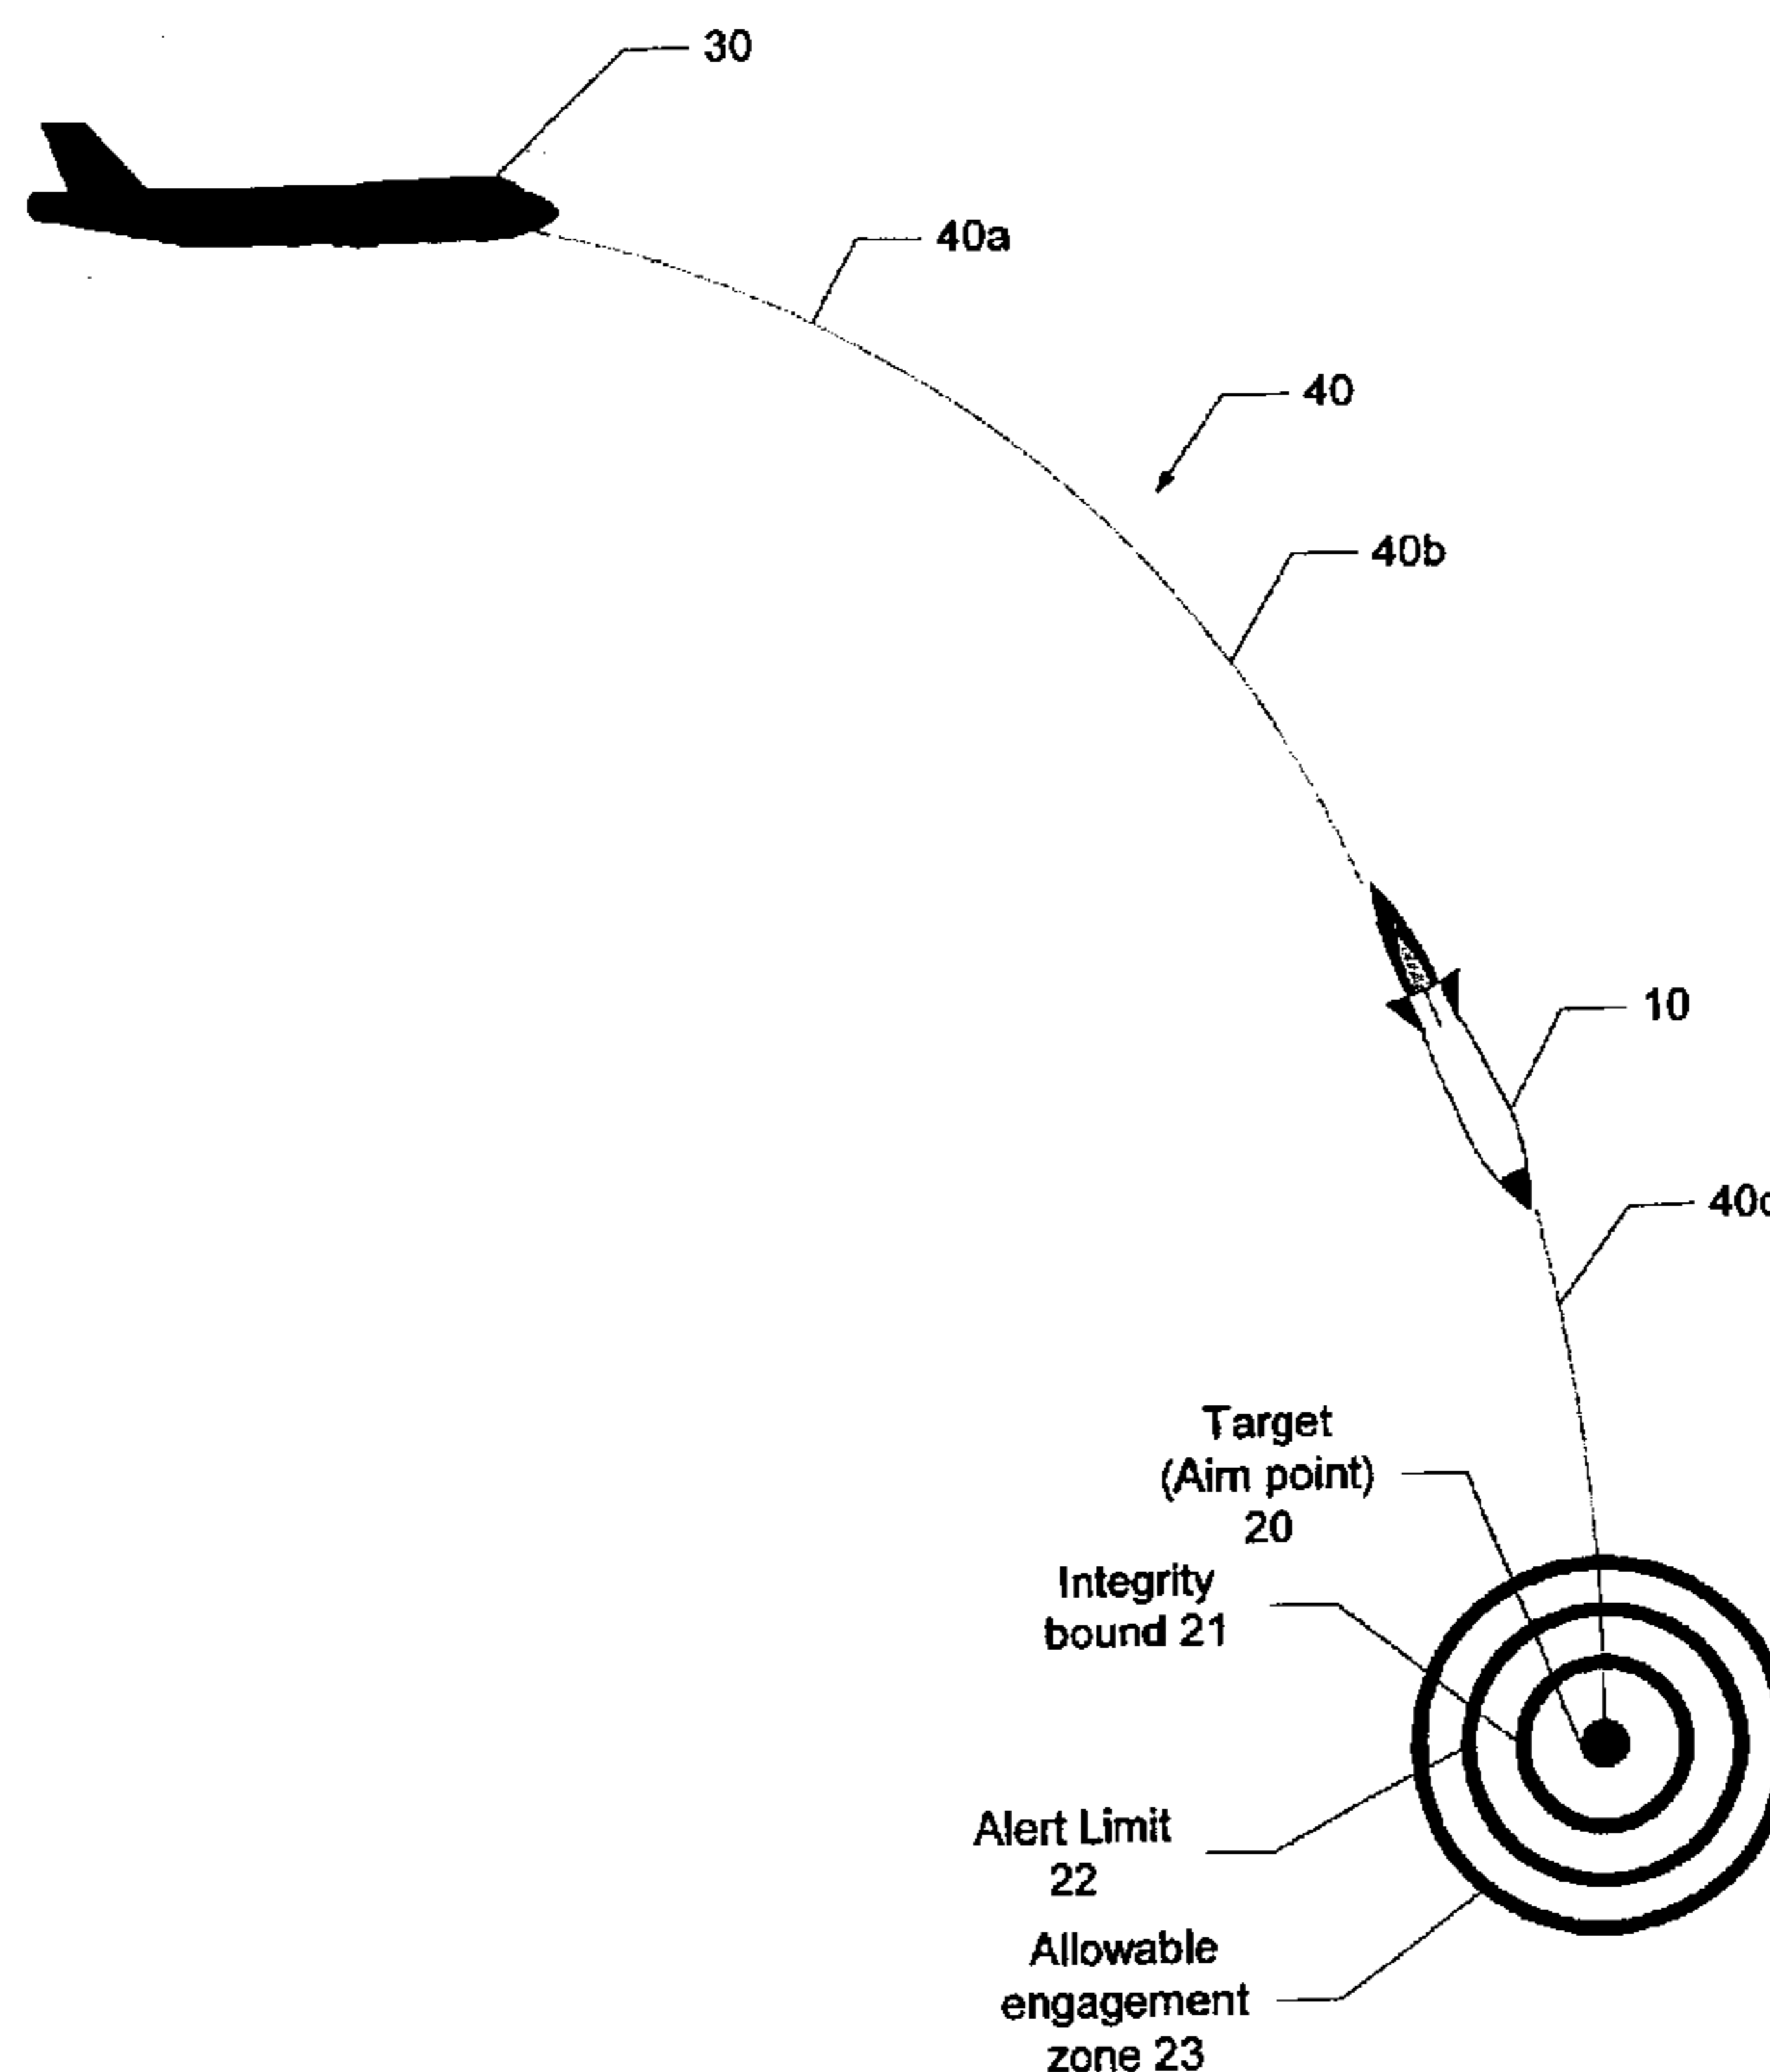 30
40a
40
40b
10
40c
Target
(Aim point)
20
Integrity
bound 21
Alert Limit
22
Allowable
engagement
zone 23